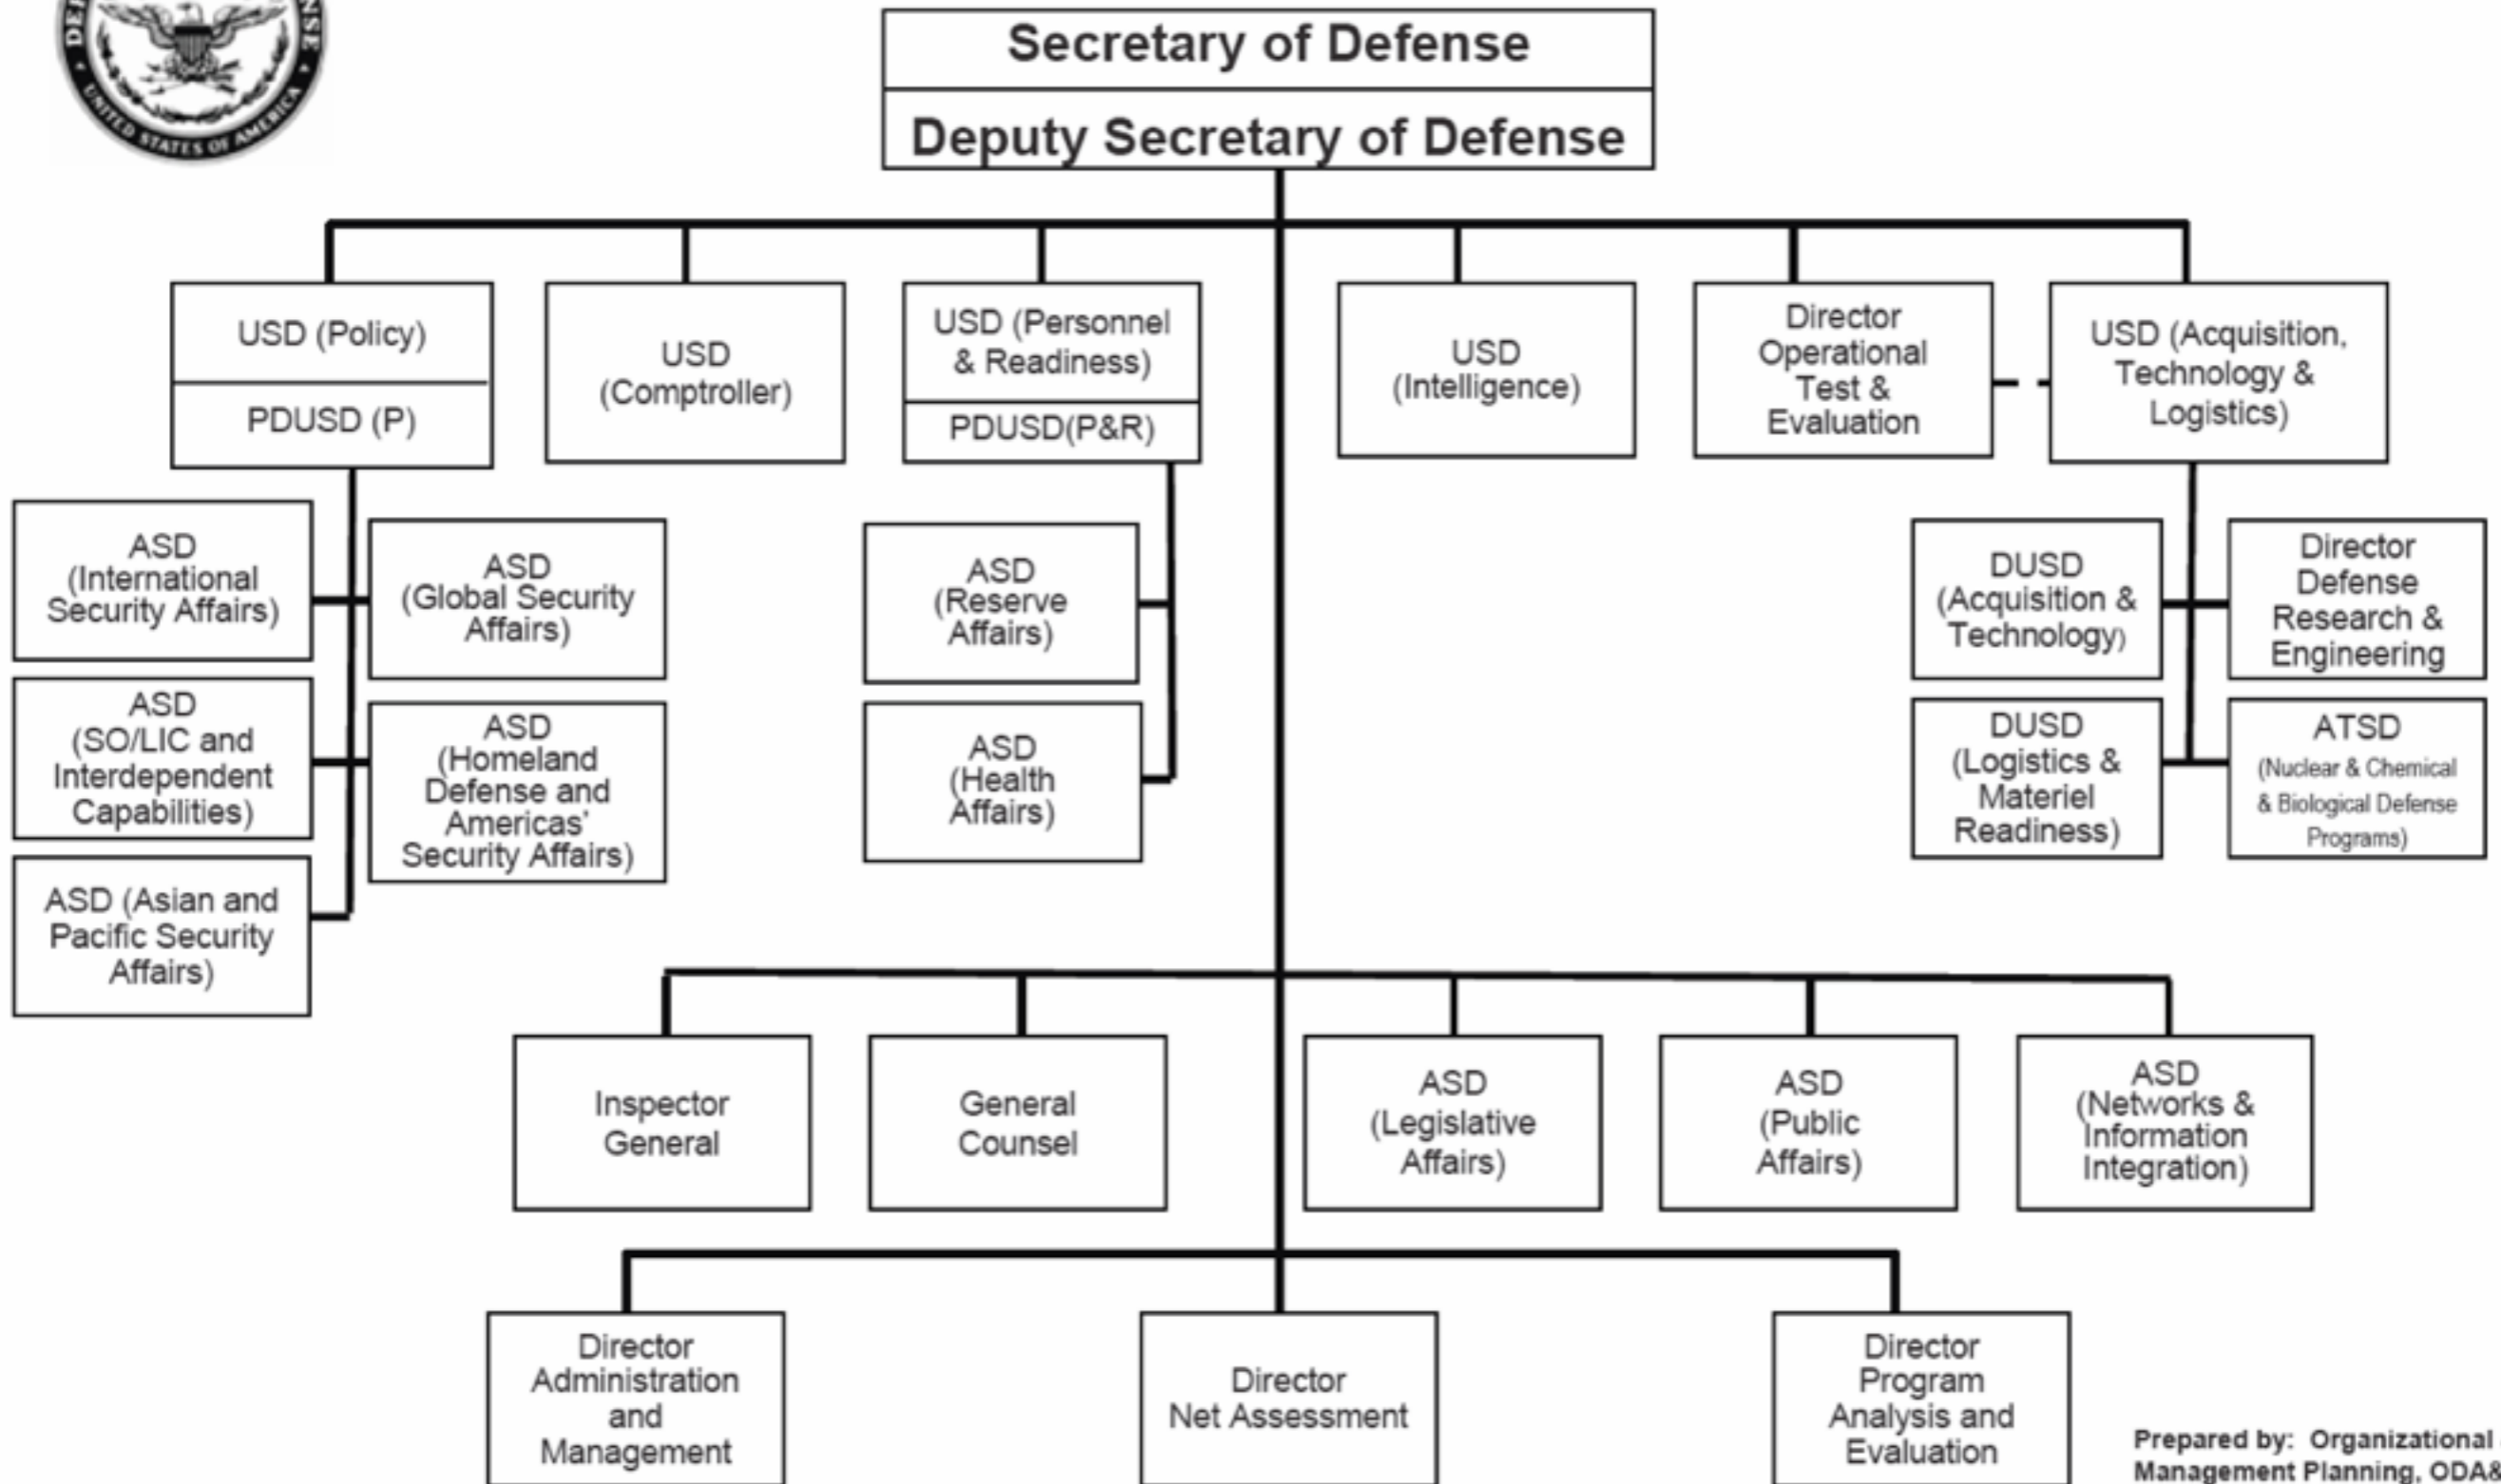 UNITED STATES OF AMERICA
Secretary of Defense
Deputy Secretary of Defense
USD (Policy)
PDUSD (P)
USD
(Comptroller)
USD (Personnel
& Readiness)
PDUSD(P&R)
USD
(Intelligence)
Director
Operational
Test &
Evaluation
USD (Acquisition,
Technology &
Logistics)
ASD
(International
Security Affairs)
ASD
(Global Security
Affairs)
ASD
(SO/LIC and
Interdependent
Capabilities)
ASD
(Homeland
Defense and
Americas'
Security Affairs)
ASD (Asian and
Pacific Security
Affairs)
ASD
(Reserve
Affairs)
ASD
(Health
Affairs)
DUSD
(Acquisition &
Technology)
Director
Defense
Research &
Engineering
DUSD
(Logistics &
Materiel
Readiness)
ATSD
(Nuclear & Chemical
& Biological Defense
Programs)
Inspector
General
General
Counsel
ASD
(Legislative
Affairs)
ASD
(Public
Affairs)
ASD
(Networks &
Information
Integration)
Director
Administration
and
Management
Director
Net Assessment
Director
Program
Analysis and
Evaluation
Prepared by: Organizational
Management Planning, ODA&